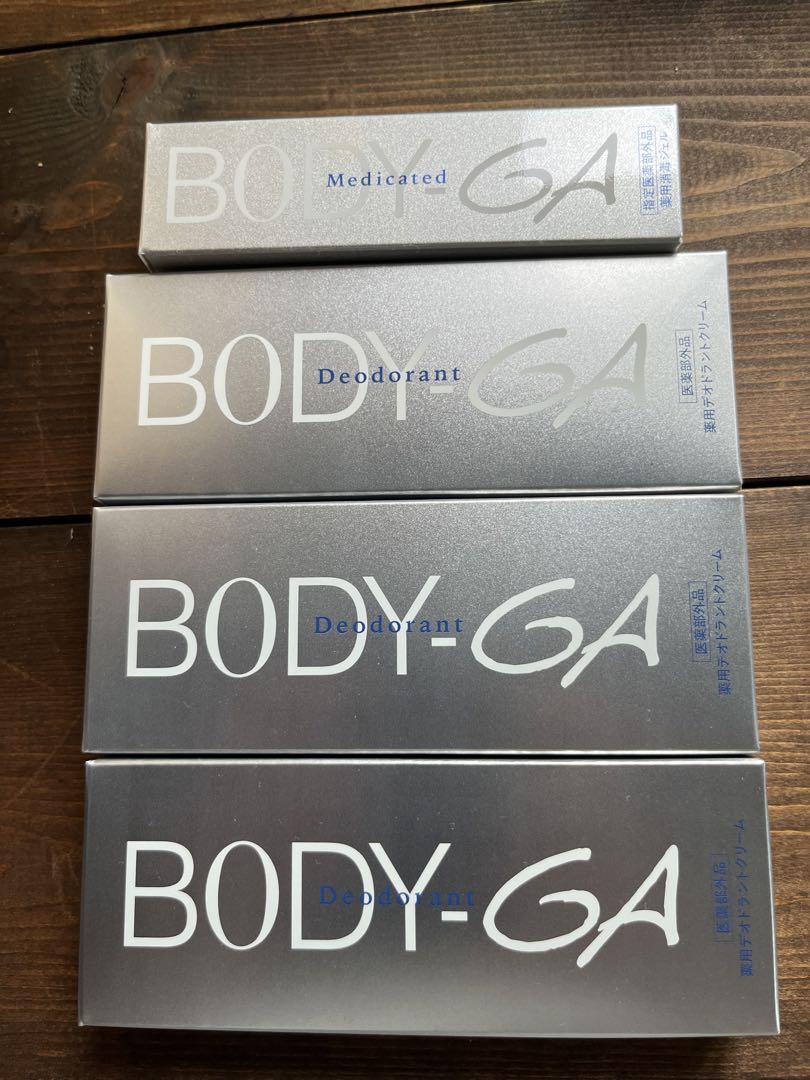 BODY-GA
Medicated
指定医薬部外品
薬用消毒ジェル
BODY-GA
Deodorant
医薬部外品
薬用デオドラントクリーム
BODY-GA
Deodorant
医薬部外品
薬用デオドラントクリーム
BODY-GA
Deodorant
医薬部外品
薬用デオドラントクリーム